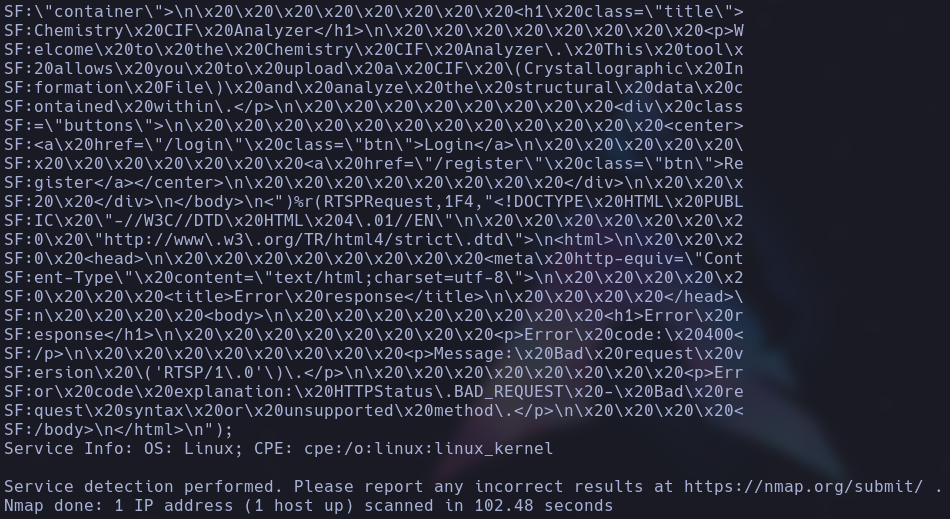 SF:\"container\">\n\x20\x20\x20\x20\x20\x20\x20\x20<h1\x20class=\"title\">
SF:Chemistry\x20CIF\x20Analyzer</h1>\n\x20\x20\x20\x20\x20\x20\x20\x20<p>W
SF:elcome\x20to\x20the\x20Chemistry\x20CIF\x20Analyzer\.\x20This\x20tool\x
SF:20allows\x20you\x20to\x20upload\x20a\x20CIF\x20\(Crystallographic\x20In
SF:formation\x20File\)\x20and\x20analyze\x20the\x20structural\x20data\x20c
SF:ontained\x20within\.</p>\n\x20\x20\x20\x20\x20\x20\x20\x20<div\x20class
SF:=\"buttons\">\n\x20\x20\x20\x20\x20\x20\x20\x20\x20\x20\x20\x20<center>
SF:<a\x20href=\"/login\"\x20class=\"btn\">Login</a>\n\x20\x20\x20\x20\x20\
SF:x20\x20\x20\x20\x20\x20\x20<a\x20href=\"/register\"\x20class=\"btn\">Re
SF:gister</a></center>\n\x20\x20\x20\x20\x20\x20\x20\x20</div>\n\x20\x20\x
SF:20\x20</div>\n</body>\n<")%r(RTSPRequest,1F4,"<!DOCTYPE\x20HTML\x20PUBL
SF:IC\x20\"-//W3C//DTD\x20HTML\x204\.01//EN\"\n\x20\x20\x20\x20\x20\x20\x2
SF:0\x20\"http://www\.w3\.org/TR/html4/strict\.dtd\">\n<html>\n\x20\x20\x2
SF:0\x20<head>\n\x20\x20\x20\x20\x20\x20\x20\x20<meta\x20http-equiv=\"Cont
SF:ent-Type\"\x20content=\"text/html;charset=utf-8\">\n\x20\x20\x20\x20\x2
SF:0\x20\x20\x20<title>Error\x20response</title>\n\x20\x20\x20\x20</head>\
SF:n\x20\x20\x20\x20<body>\n\x20\x20\x20\x20\x20\x20\x20\x20<h1>Error\x20r
SF:esponse</h1>\n\x20\x20\x20\x20\x20\x20\x20\x20<p>Error\x20code:\x20400<
SF:/p>\n\x20\x20\x20\x20\x20\x20\x20\x20<p>Message:\x20Bad\x20request\x20v
SF:ersion\x20\('RTSP/1\.0'\)\.</p>\n\x20\x20\x20\x20\x20\x20\x20\x20<p>Err
SF:or\x20code\x20explanation:\x20HTTPStatus\.BAD_REQUEST\x20-\x20Bad\x20re
SF:quest\x20syntax\x20or\x20unsupported\x20method\.</p>\n\x20\x20\x20\x20<
SF:/body>\n</html>\n");
Service Info: OS: Linux; CPE: cpe:/o:linux:linux_kernel
Service detection performed. Please report any incorrect results at https://nmap.org/submit/ .
Nmap done: 1 IP address (1 host up) scanned in 102.48 seconds